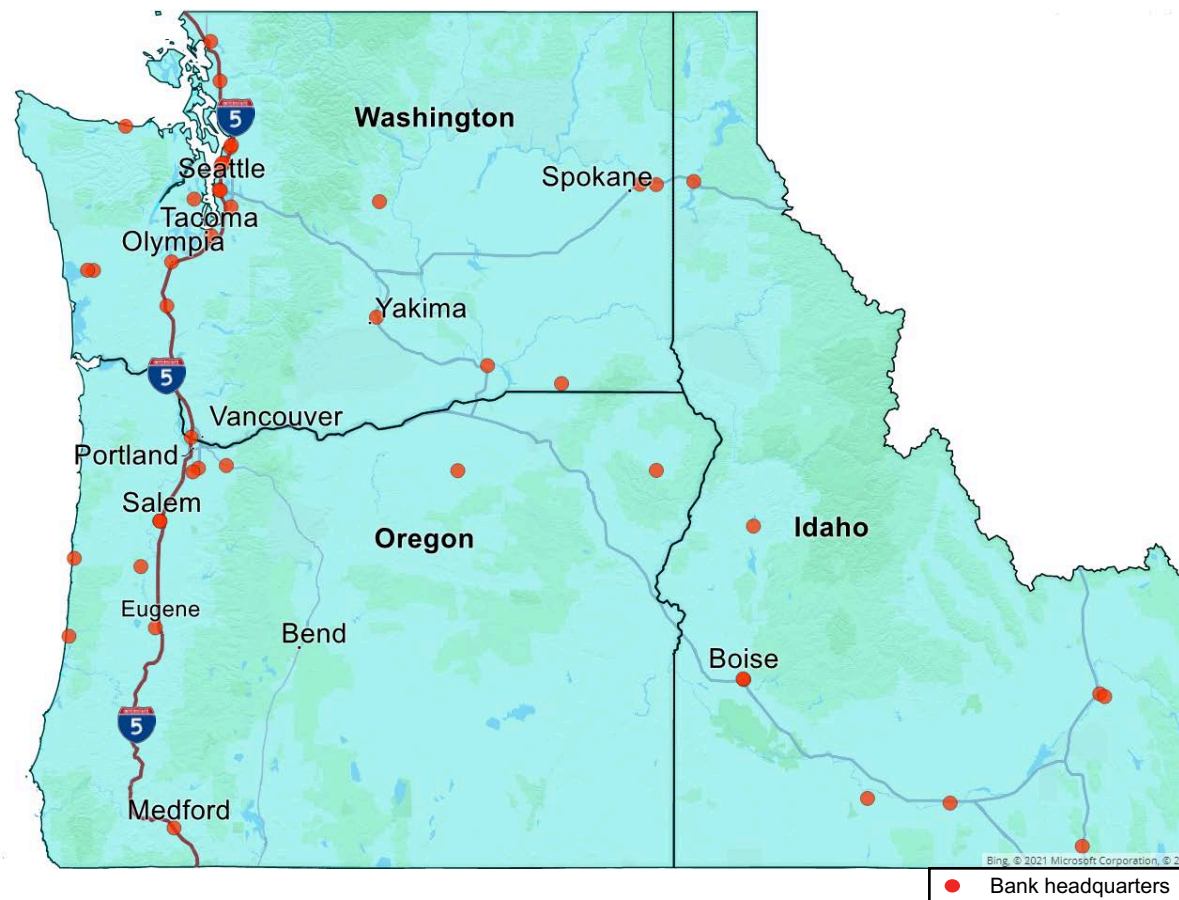 5
Washington
Seattle
Spokane
Tacoma
Olympia
Yakima
5
Vancouver
Portland
Salem
Oregon
Idaho
Eugene
Bend
Boise
5
Medford
Bing, © 2021 Microsoft Corporation, © 2
Bank headquarters